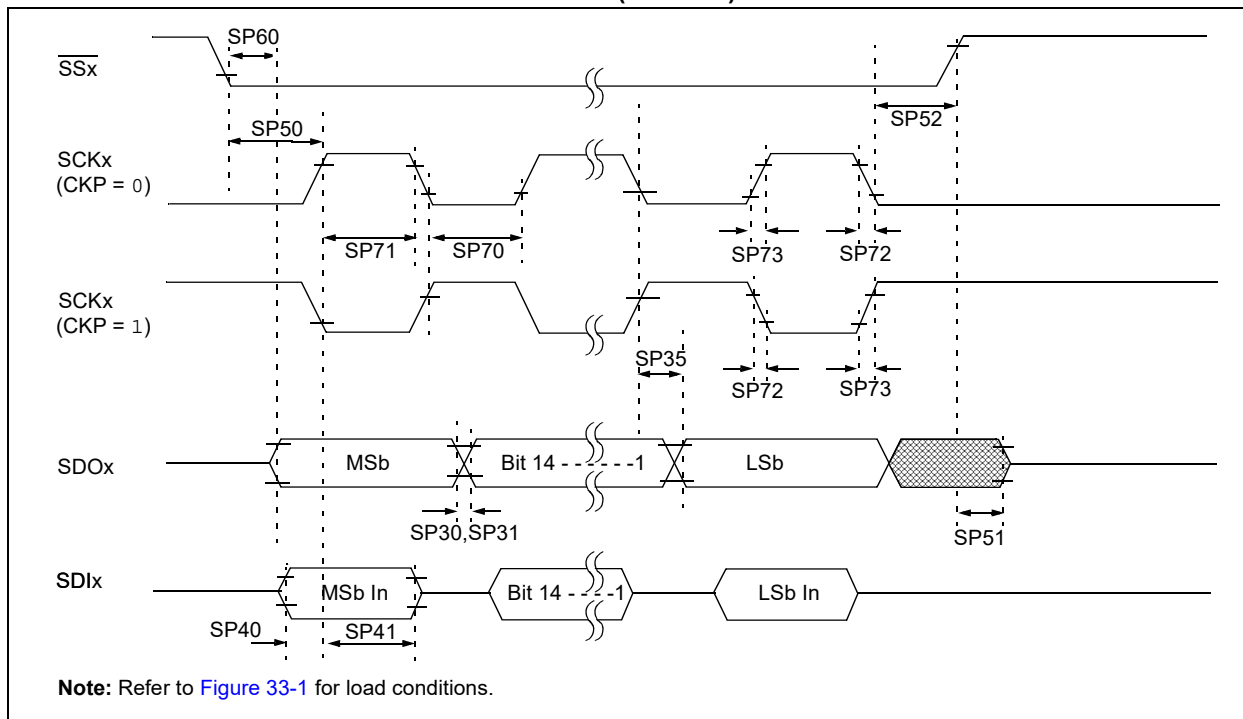 SP60
SSx
SP50
SP52
SCKx
(CKP = 0)
SP71
SP70
SP73
SP72
SCKx
(CKP = 1)
SP35
SP72
SP73
SDOx
MSb
Bit 14 - - - - - -1
LSb
SP30,SP31
SP51
SDIx
MSb In
Bit 14 - - - -1
LSb In
SP40
SP41
Note: Refer to Figure 33-1 for load conditions.